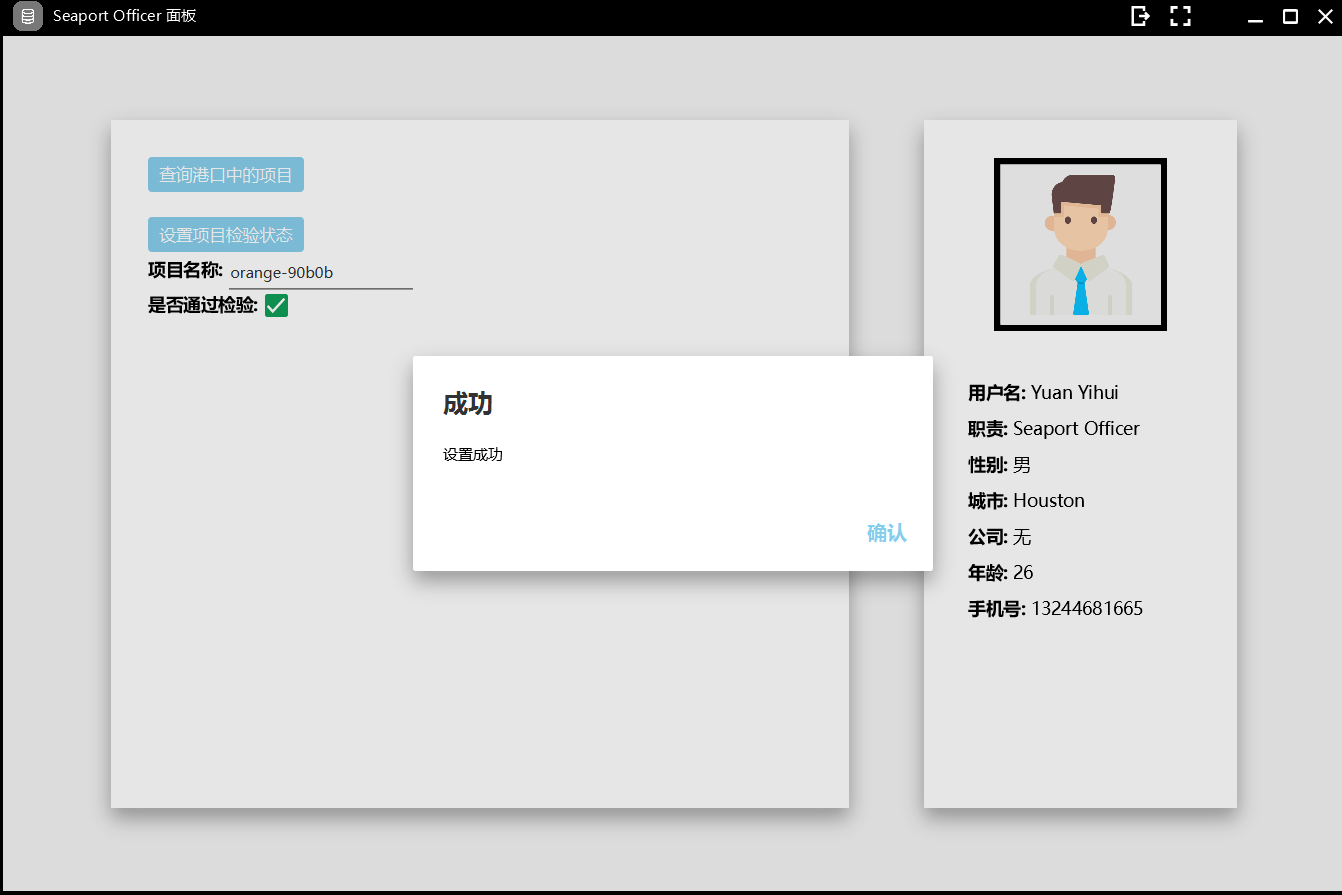 Seaport Officer 面板
查询港口中的项目
设置项目检验状态
项目名称: orange-90b0b
是否通过检验:
成功
设置成功
确认
用户名: Yuan Yihui
职责: Seaport Officer
性别: 男
城市: Houston
公司: 无
年龄: 26
手机号: 13244681665